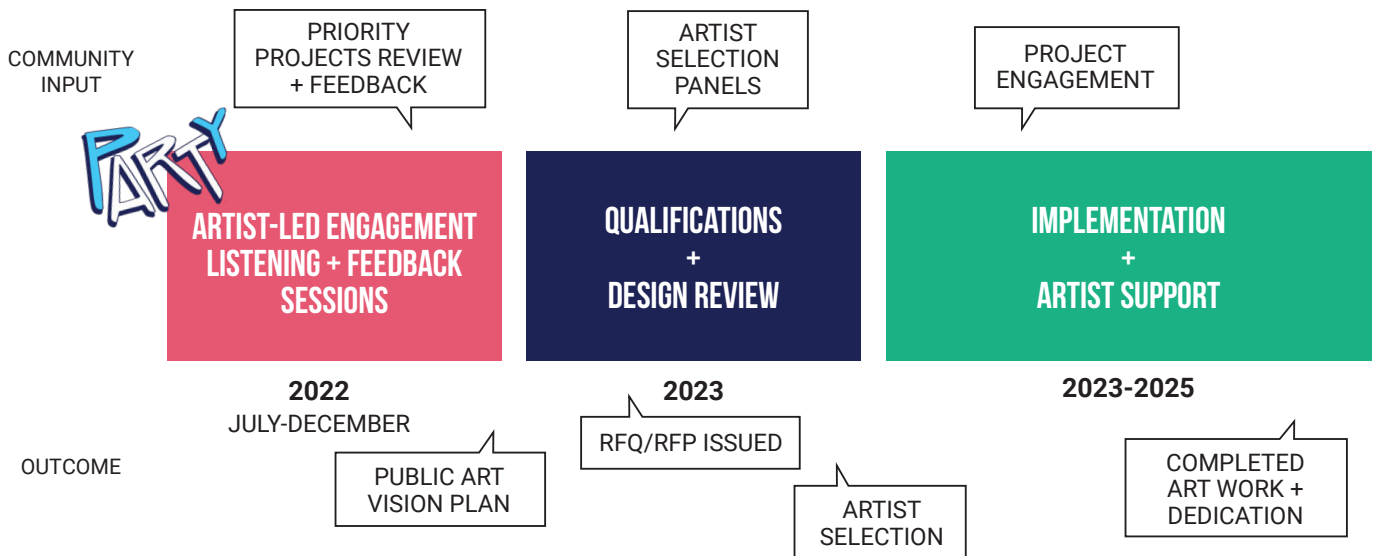 COMMUNITY
INPUT
PRIORITY
PROJECTS REVIEW
+ FEEDBACK
ARTIST
SELECTION
PANELS
PROJECT
ENGAGEMENT
PARTY
ARTIST-LED ENGAGEMENT
LISTENING + FEEDBACK
SESSIONS
QUALIFICATIONS
+
DESIGN REVIEW
IMPLEMENTATION
+
ARTIST SUPPORT
2022
JULY-DECEMBER
2023
2023-2025
OUTCOME
PUBLIC ART
VISION PLAN
RFQ/RFP ISSUED
ARTIST
SELECTION
COMPLETED
ART WORK +
DEDICATION